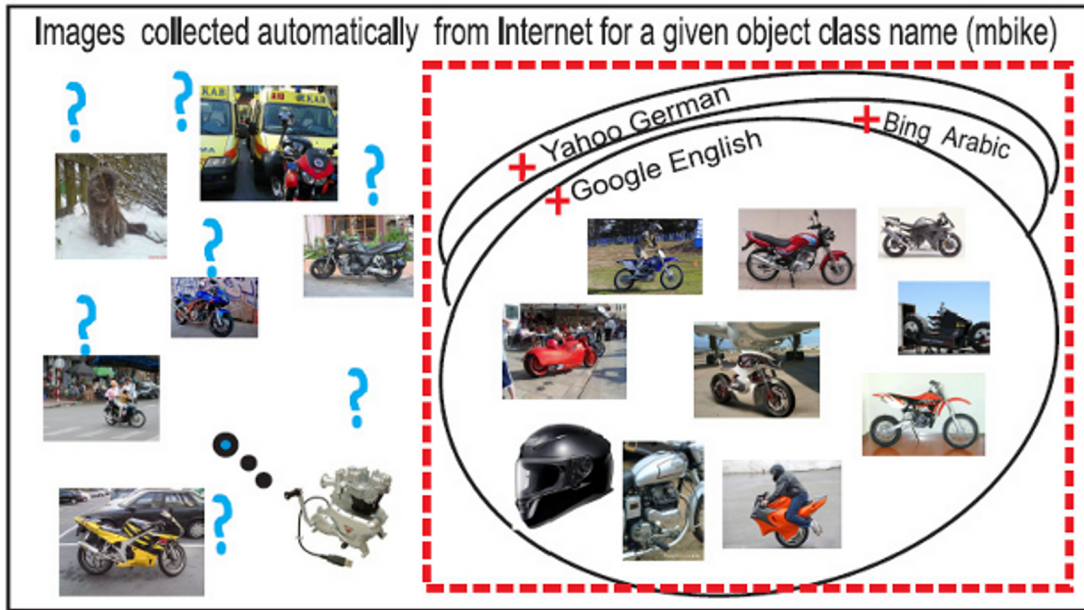 Images collected automatically from Internet for a given object class name (mbike)
? ? ? ? ? ? ?
+ Yahoo German
+ Bing Arabic
+ Google English